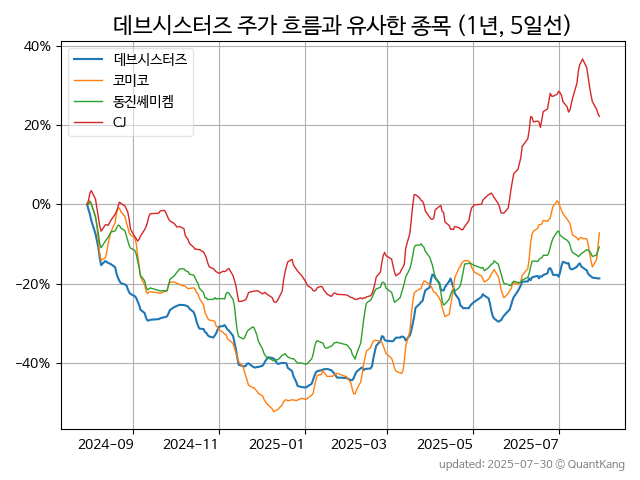 데브시스터즈 주가 흐름과 유사한 종목 (1년, 5일선)
40%
20%
0%
−20%
−40%
데브시스터즈
코미코
동진쎄미켐
CJ
2024-09
2024-11
2025-01
2025-03
2025-05
2025-07
updated: 2025-07-30 © QuantKang